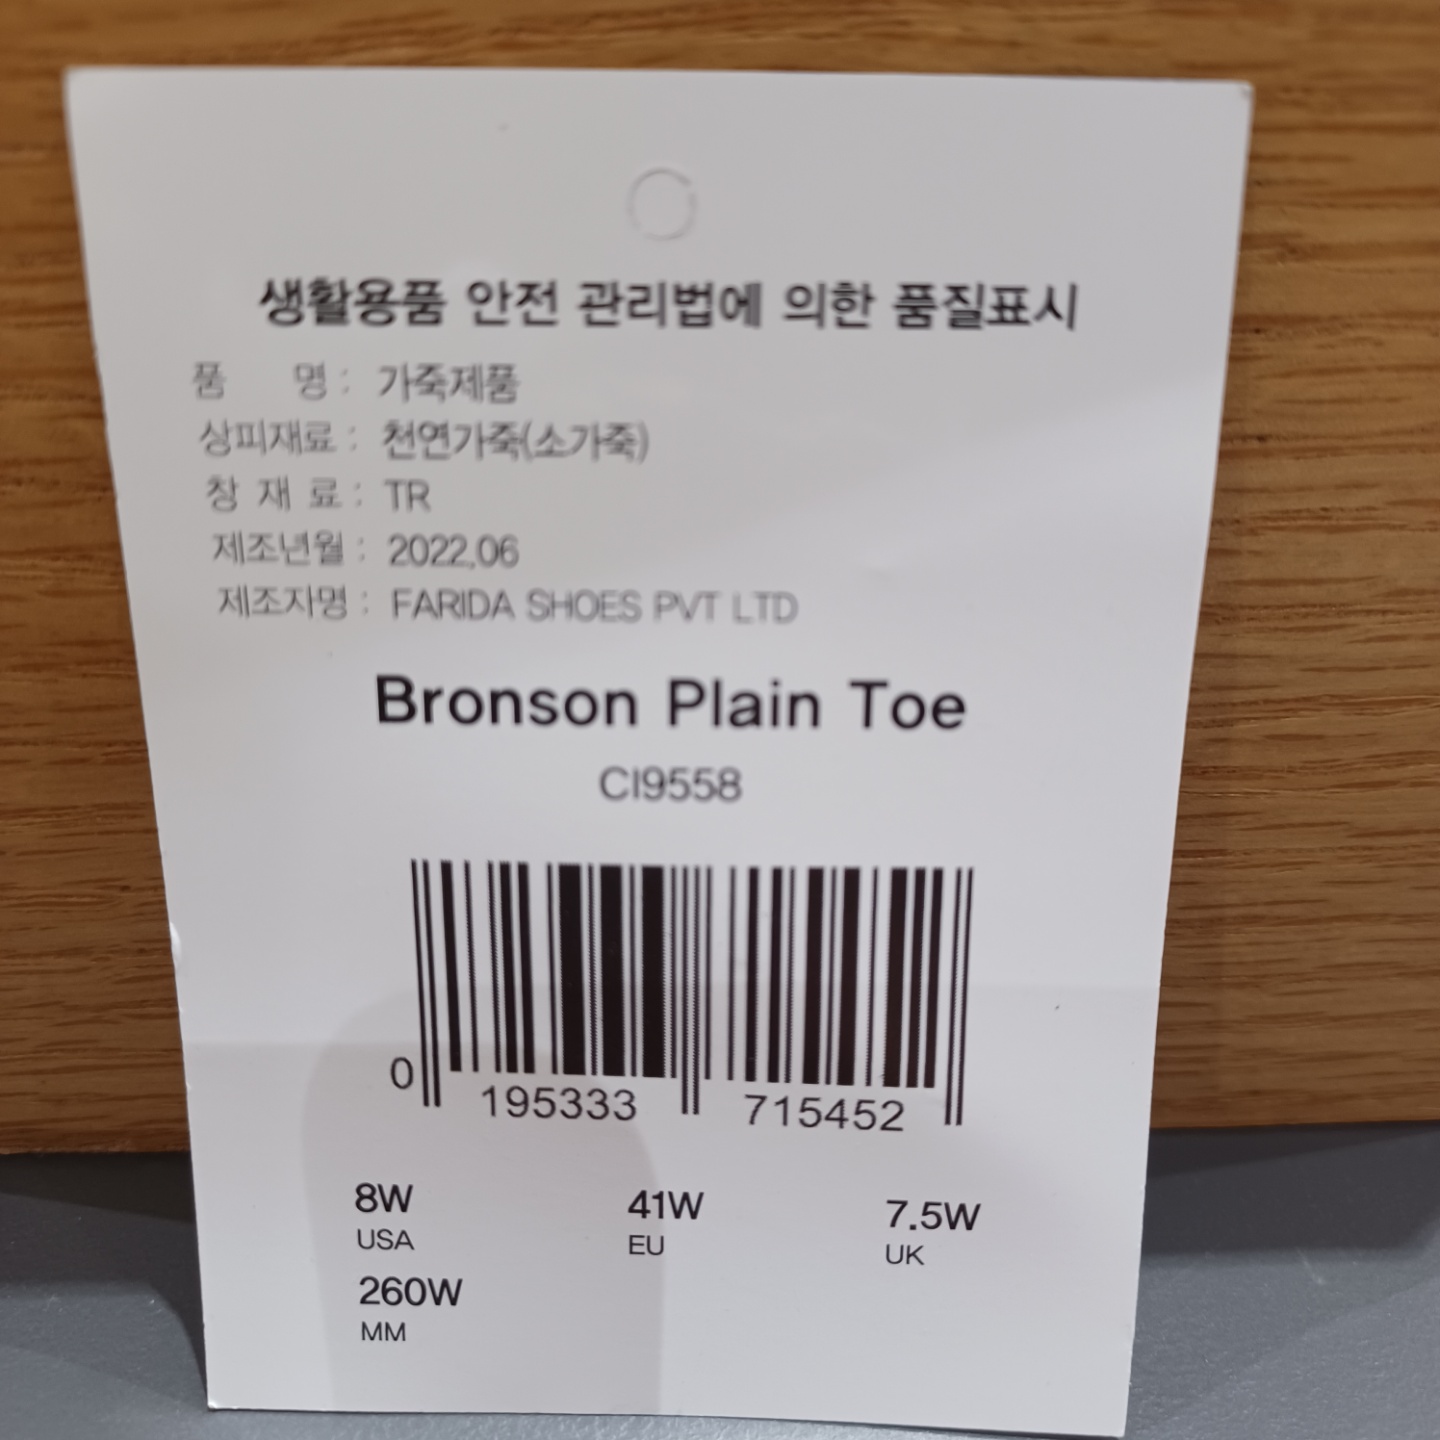 생활용품 안전 관리법에 의한 품질표시
품 명 : 가죽제품
상피재료 : 천연가죽(소가죽)
창 재 료 : TR
제조년월 : 2022.06
제조자명 : FARIDA SHOES PVT LTD
Bronson Plain Toe
CI9558
0 195333 715452
8W 41W 7.5W
USA EU UK
260W
MM